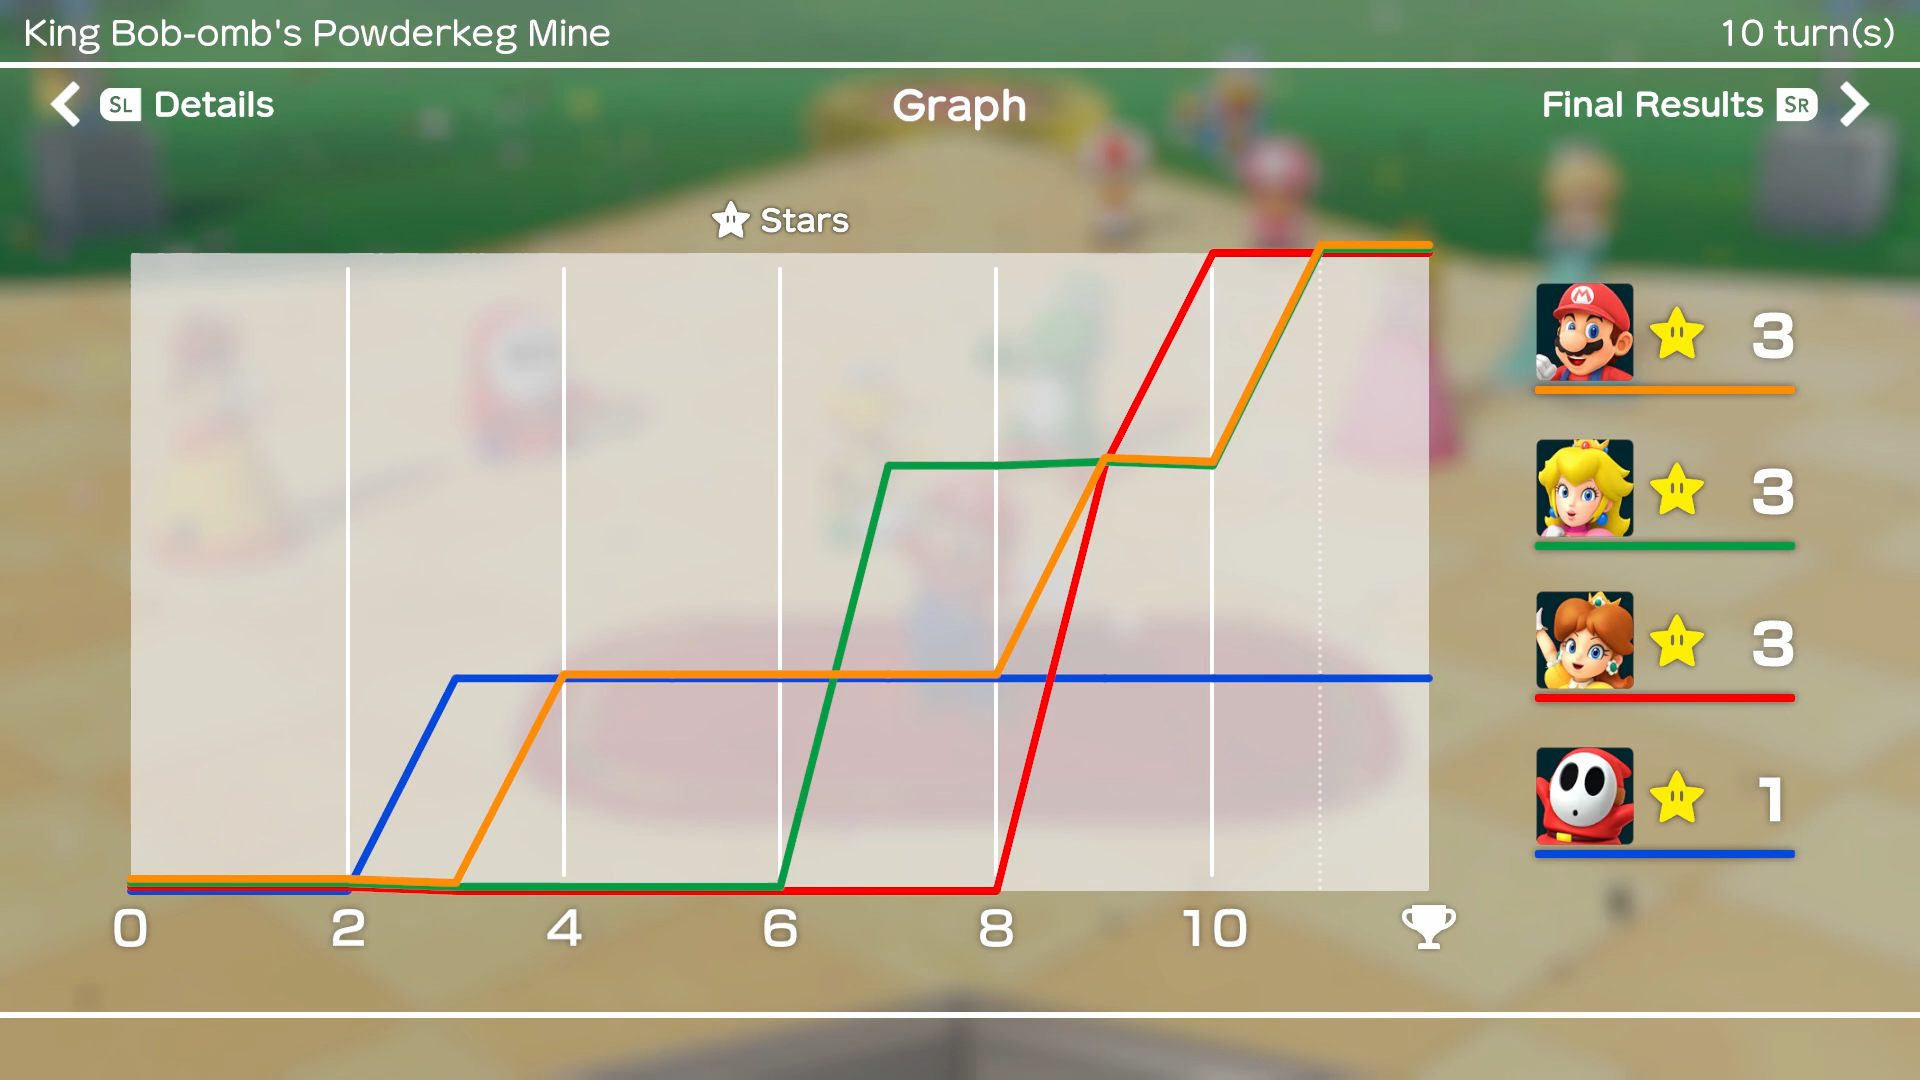 King Bob-omb's Powderkeg Mine
10 turn(s)
SL Details
Graph
Final Results SR
Stars
3
3
3
1
0 2 4 6 8 10